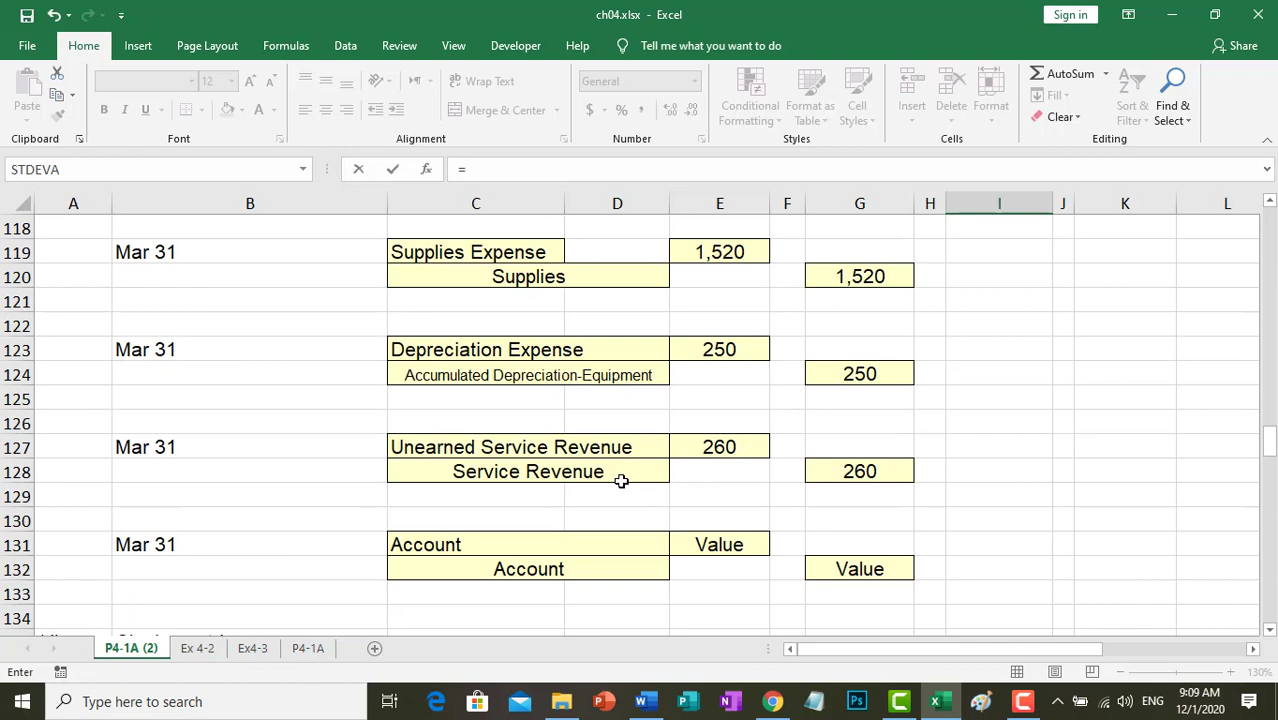 ch04.xlsx - Excel
Sign in
File Home Insert Page Layout Formulas Data Review View Developer Help Tell me what you want to do Share
Paste
12
A A
B I U
A
Wrap Text
Merge & Center
General
$ % ,
Conditional Formatting
Format as Table
Cell Styles
Insert
Delete
Format
AutoSum
Fill
Clear
Sort & Filter
Find & Select
Clipboard Font Alignment Number Styles Cells Editing
STDEVA fx =
A B C D E F G H I J K L
118
119 Mar 31 Supplies Expense 1,520
120 Supplies 1,520
121
122
123 Mar 31 Depreciation Expense 250
124 Accumulated Depreciation-Equipment 250
125
126
127 Mar 31 Unearned Service Revenue 260
128 Service Revenue 260
129
130
131 Mar 31 Account Value
132 Account Value
133
134
P4-1A (2) Ex 4-2 Ex4-3 P4-1A
Enter 130%
Type here to search
ENG
9:09 AM
12/1/2020